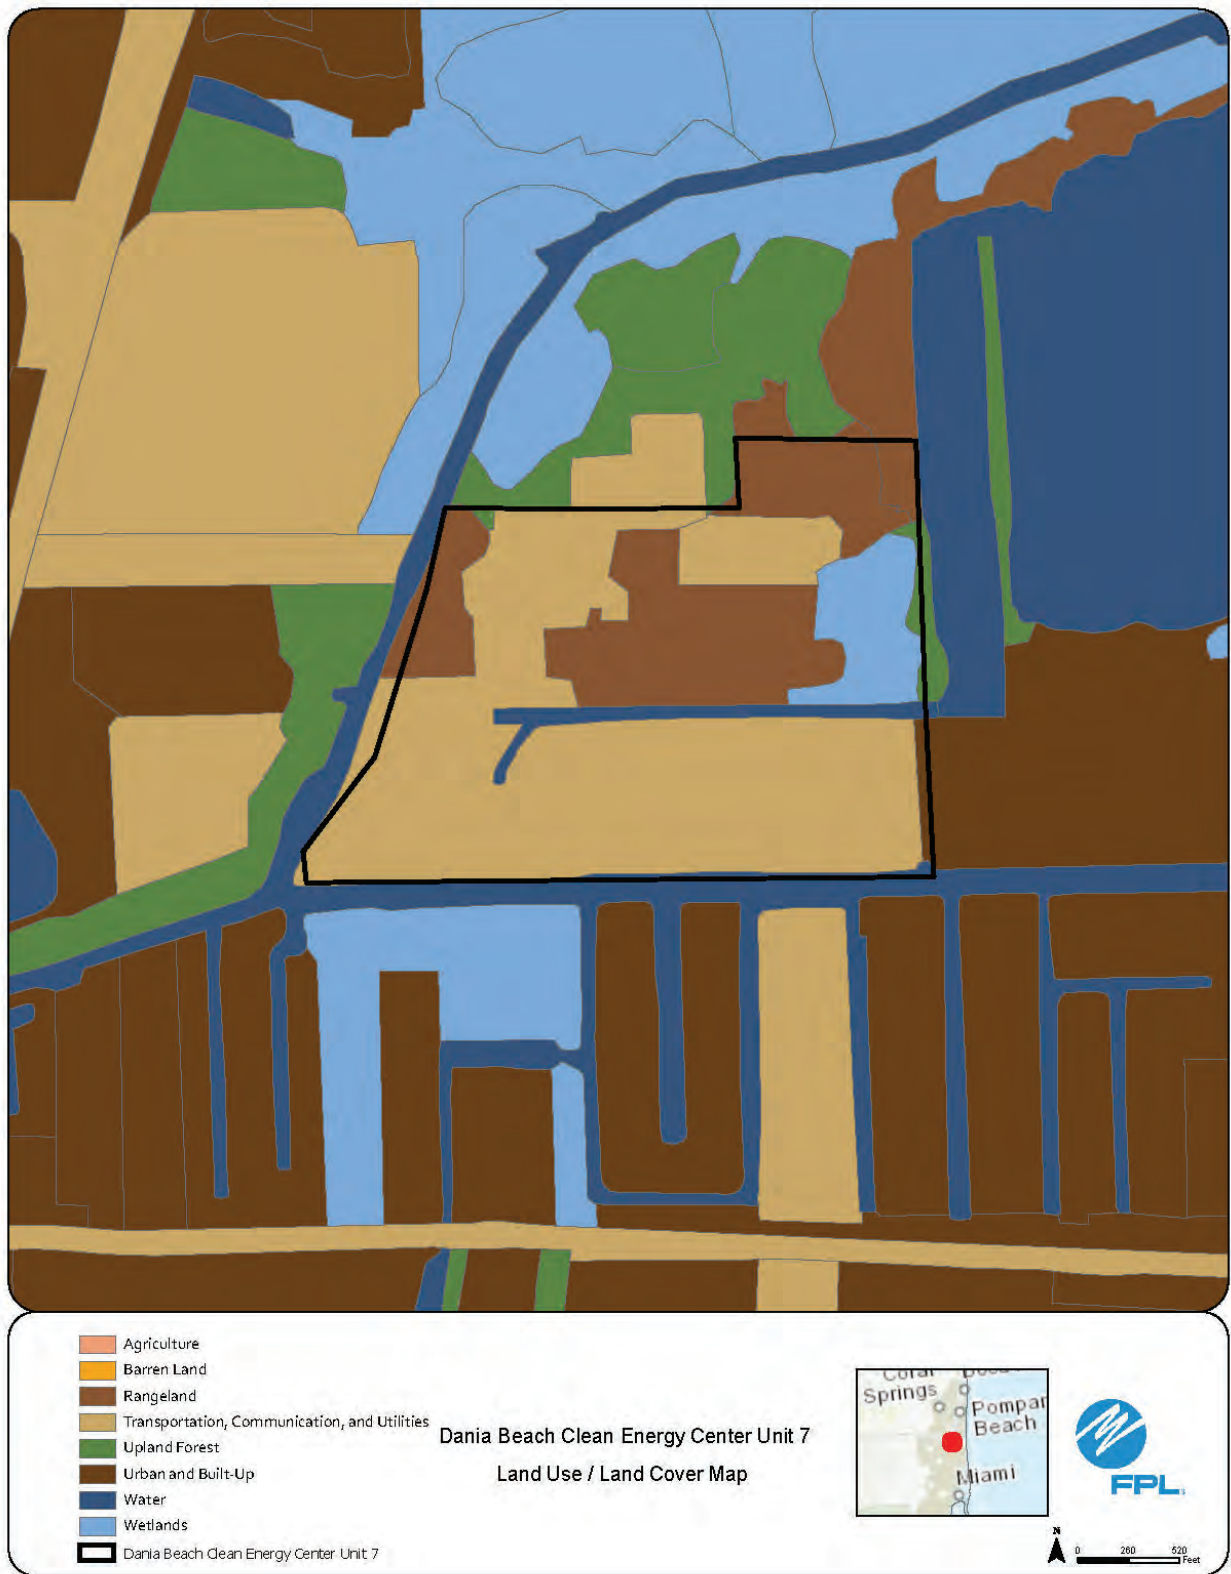 Agriculture
Barren Land
Rangeland
Transportation, Communication, and Utilities
Upland Forest
Urban and Built-Up
Water
Wetlands
Dania Beach Clean Energy Center Unit 7
Dania Beach Clean Energy Center Unit 7
Land Use / Land Cover Map
Coral
Springs
Pompan
Beach
Miami
FPL
N
0 260 520
Feet